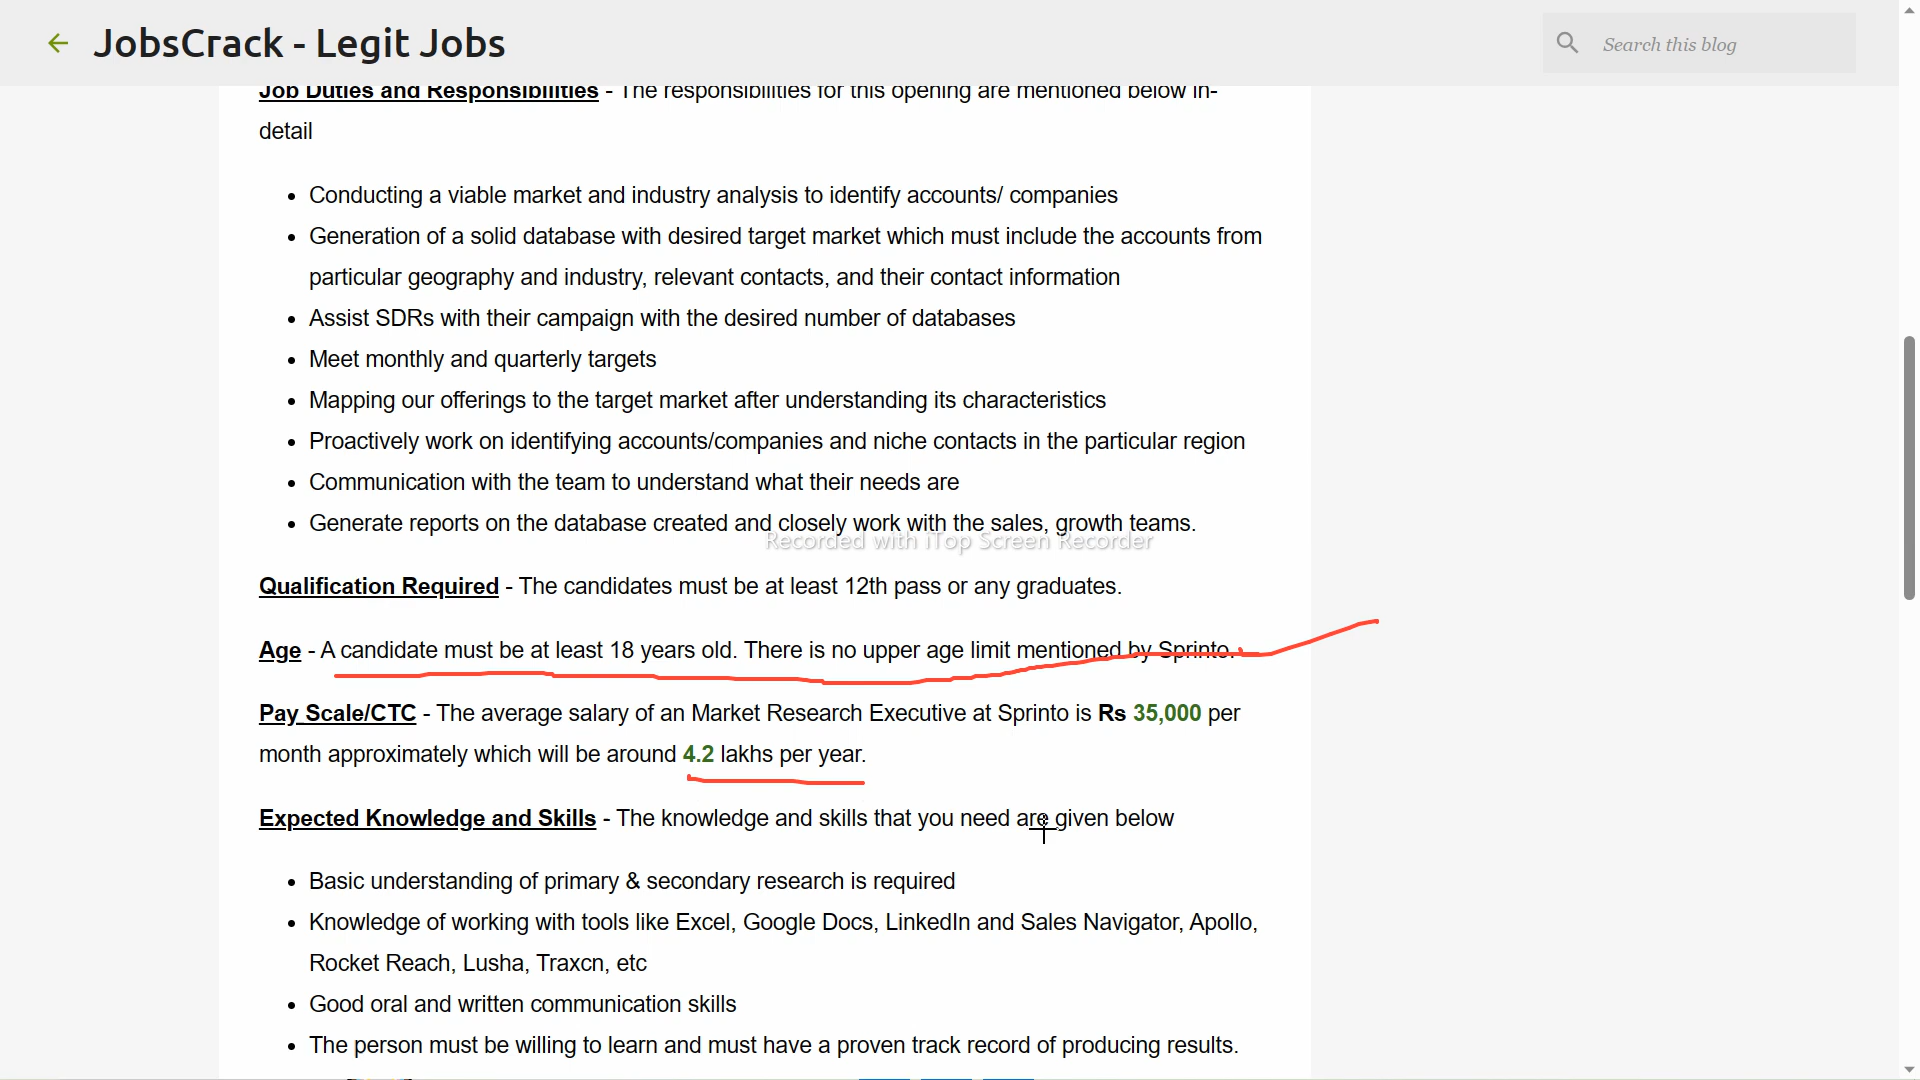 JobsCrack - Legit Jobs
Search this blog
Job Duties and Responsibilities - The responsibilities for this opening are mentioned below in-
detail
Conducting a viable market and industry analysis to identify accounts/ companies
Generation of a solid database with desired target market which must include the accounts from
particular geography and industry, relevant contacts, and their contact information
Assist SDRs with their campaign with the desired number of databases
Meet monthly and quarterly targets
Mapping our offerings to the target market after understanding its characteristics
Proactively work on identifying accounts/companies and niche contacts in the particular region
Communication with the team to understand what their needs are
Generate reports on the database created and closely work with the sales, growth teams.
Recorded with iTop Screen Recorder
Qualification Required - The candidates must be at least 12th pass or any graduates.
Age - A candidate must be at least 18 years old. There is no upper age limit mentioned by Sprinto.
Pay Scale/CTC - The average salary of an Market Research Executive at Sprinto is Rs 35,000 per
month approximately which will be around 4.2 lakhs per year.
Expected Knowledge and Skills - The knowledge and skills that you need are given below
Basic understanding of primary & secondary research is required
Knowledge of working with tools like Excel, Google Docs, LinkedIn and Sales Navigator, Apollo,
Rocket Reach, Lusha, Traxcn, etc
Good oral and written communication skills
The person must be willing to learn and must have a proven track record of producing results.